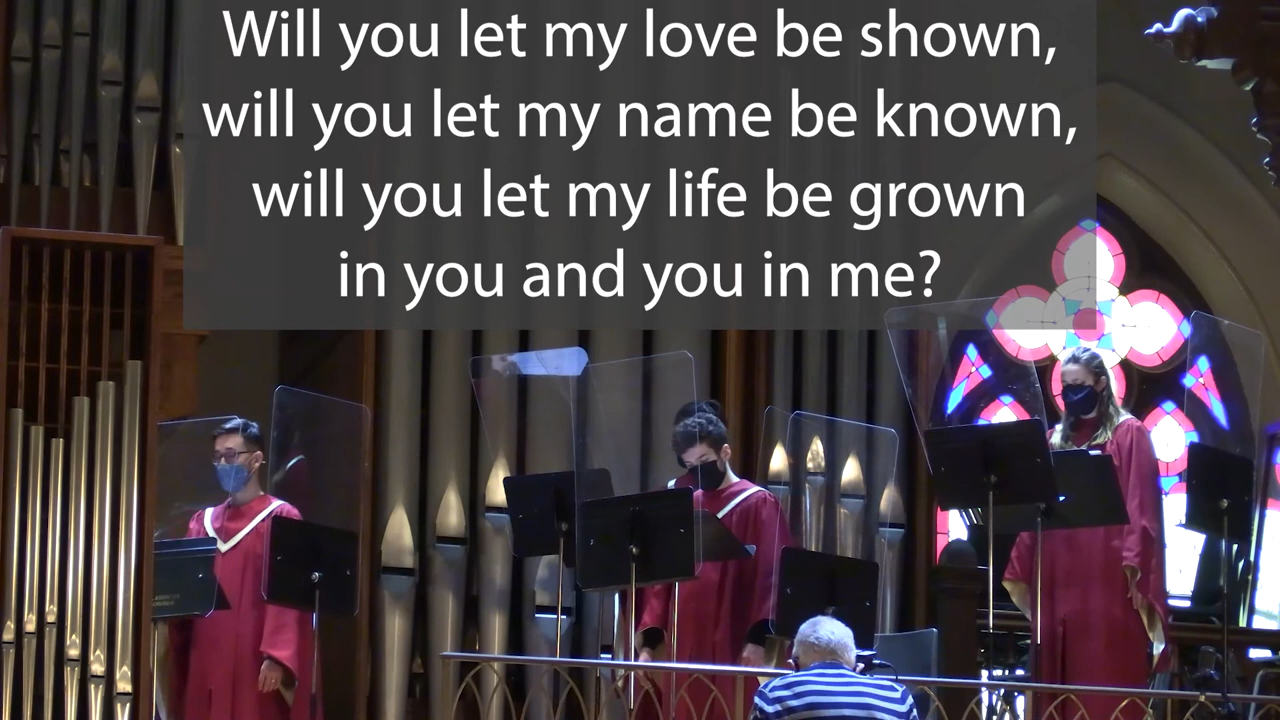 Will you let my love be shown,
will you let my name be known,
will you let my life be grown
in you and you in me?